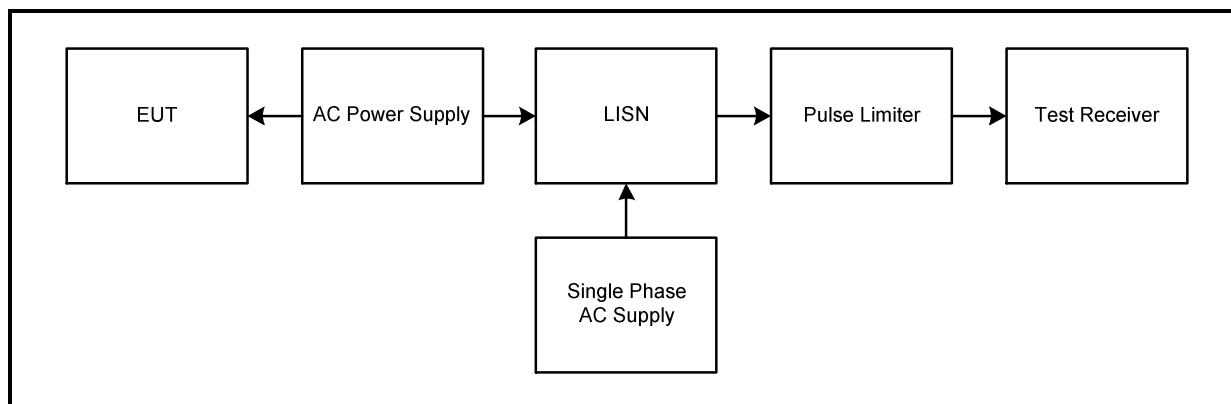 EUT
AC Power Supply
LISN
Pulse Limiter
Test Receiver
Single Phase
AC Supply